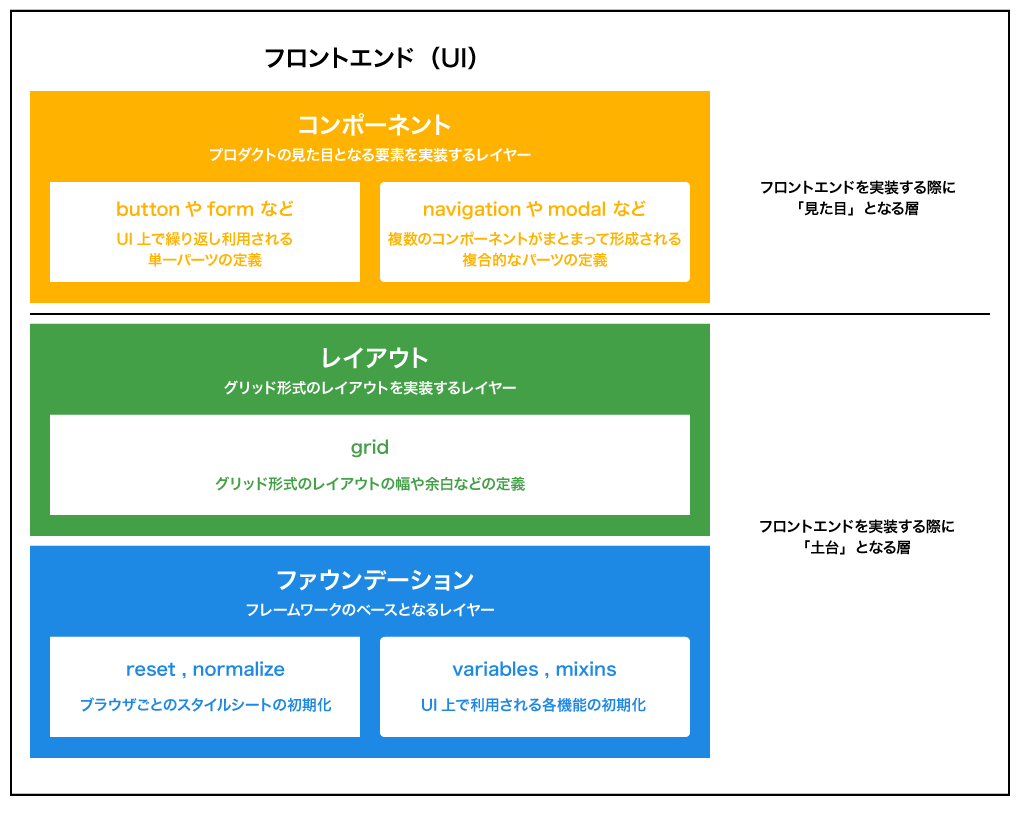 フロントエンド（UI）
コンポーネント
プロダクトの見た目となる要素を実装するレイヤー
button や form など
UI 上で繰り返し利用される
単一パーツの定義
navigation や modal など
複数のコンポーネントがまとまって形成される
複合的なパーツの定義
フロントエンドを実装する際に
「見た目」となる層
レイアウト
グリッド形式のレイアウトを実装するレイヤー
grid
グリッド形式のレイアウトの幅や余白などの定義
フロントエンドを実装する際に
「土台」となる層
ファウンデーション
フレームワークのベースとなるレイヤー
reset , normalize
ブラウザごとのスタイルシートの初期化
variables , mixins
UI 上で利用される各機能の初期化